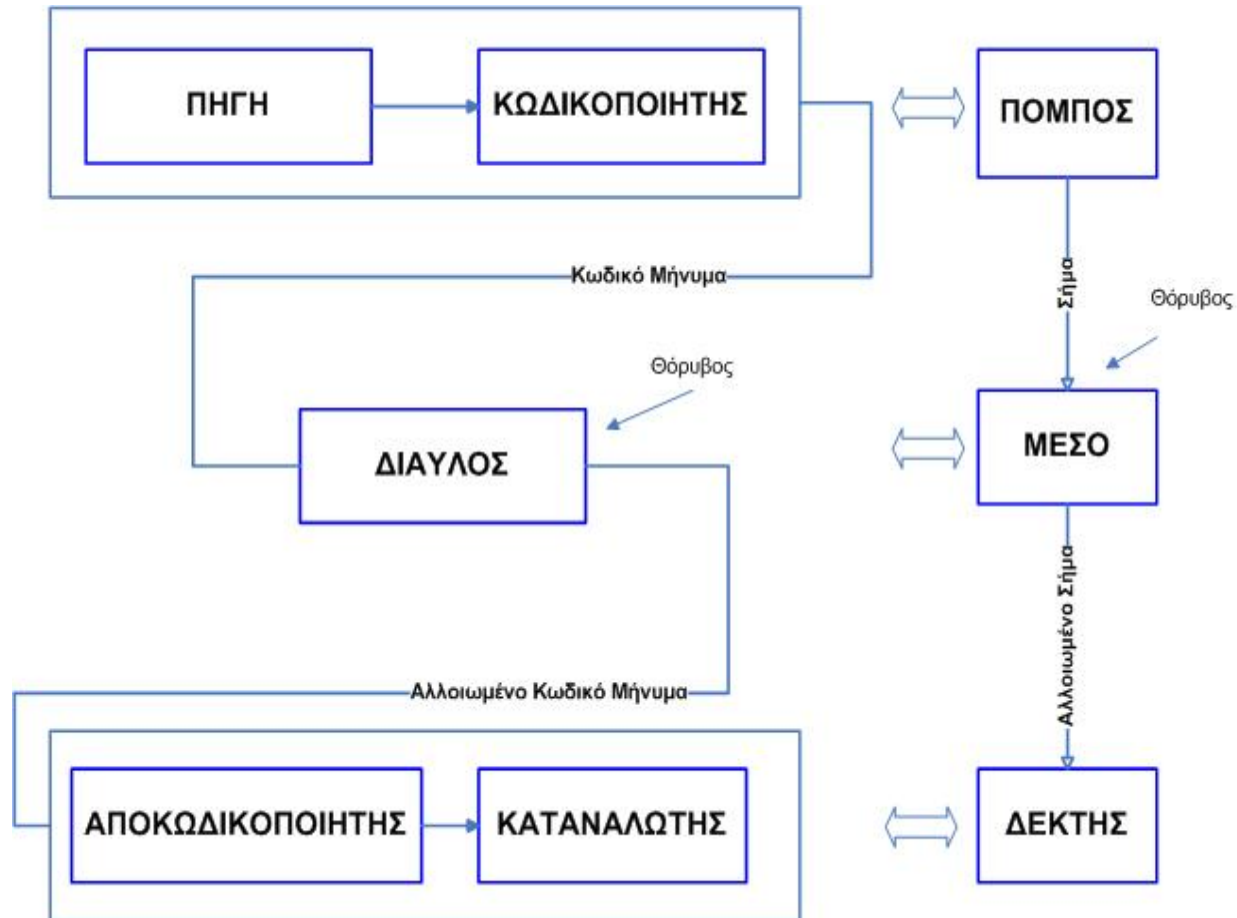 ΠΗΓΗ
ΚΩΔΙΚΟΠΟΙΗΤΗΣ
ΠΟΜΠΟΣ
Κωδικό Μήνυμα
Σήμα
Θόρυβος
Θόρυβος
ΔΙΑΥΛΟΣ
ΜΕΣΟ
Αλλοιωμένο Κωδικό Μήνυμα
Αλλοιωμένο Σήμα
ΑΠΟΚΩΔΙΚΟΠΟΙΗΤΗΣ
ΚΑΤΑΝΑΛΩΤΗΣ
ΔΕΚΤΗΣ